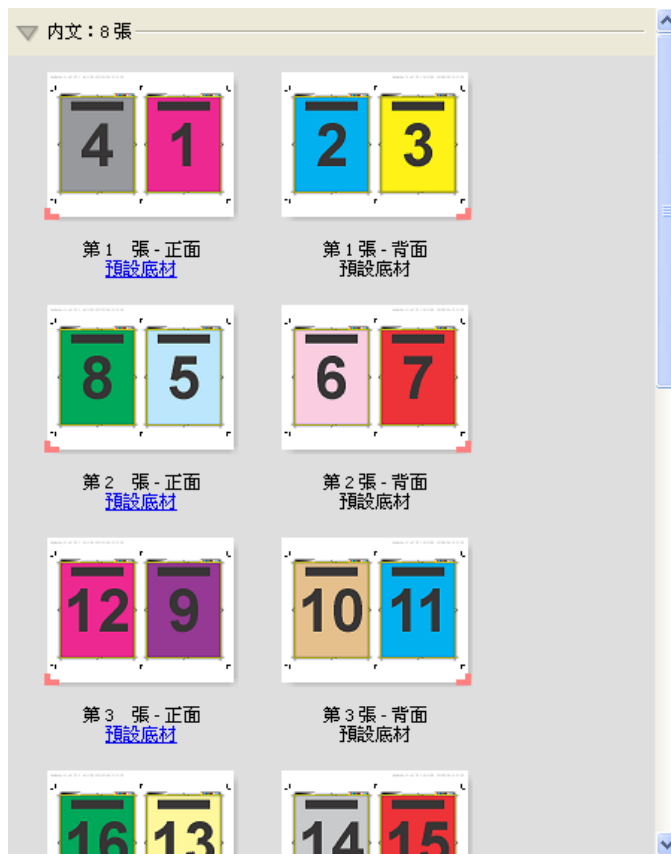 內文：8 張
4 1
2 3
第 1 張 - 正面
預設底材
第 1 張 - 背面
預設底材
8 5
6 7
第 2 張 - 正面
預設底材
第 2 張 - 背面
預設底材
12 9
10 11
第 3 張 - 正面
預設底材
第 3 張 - 背面
預設底材
16 13
14 15